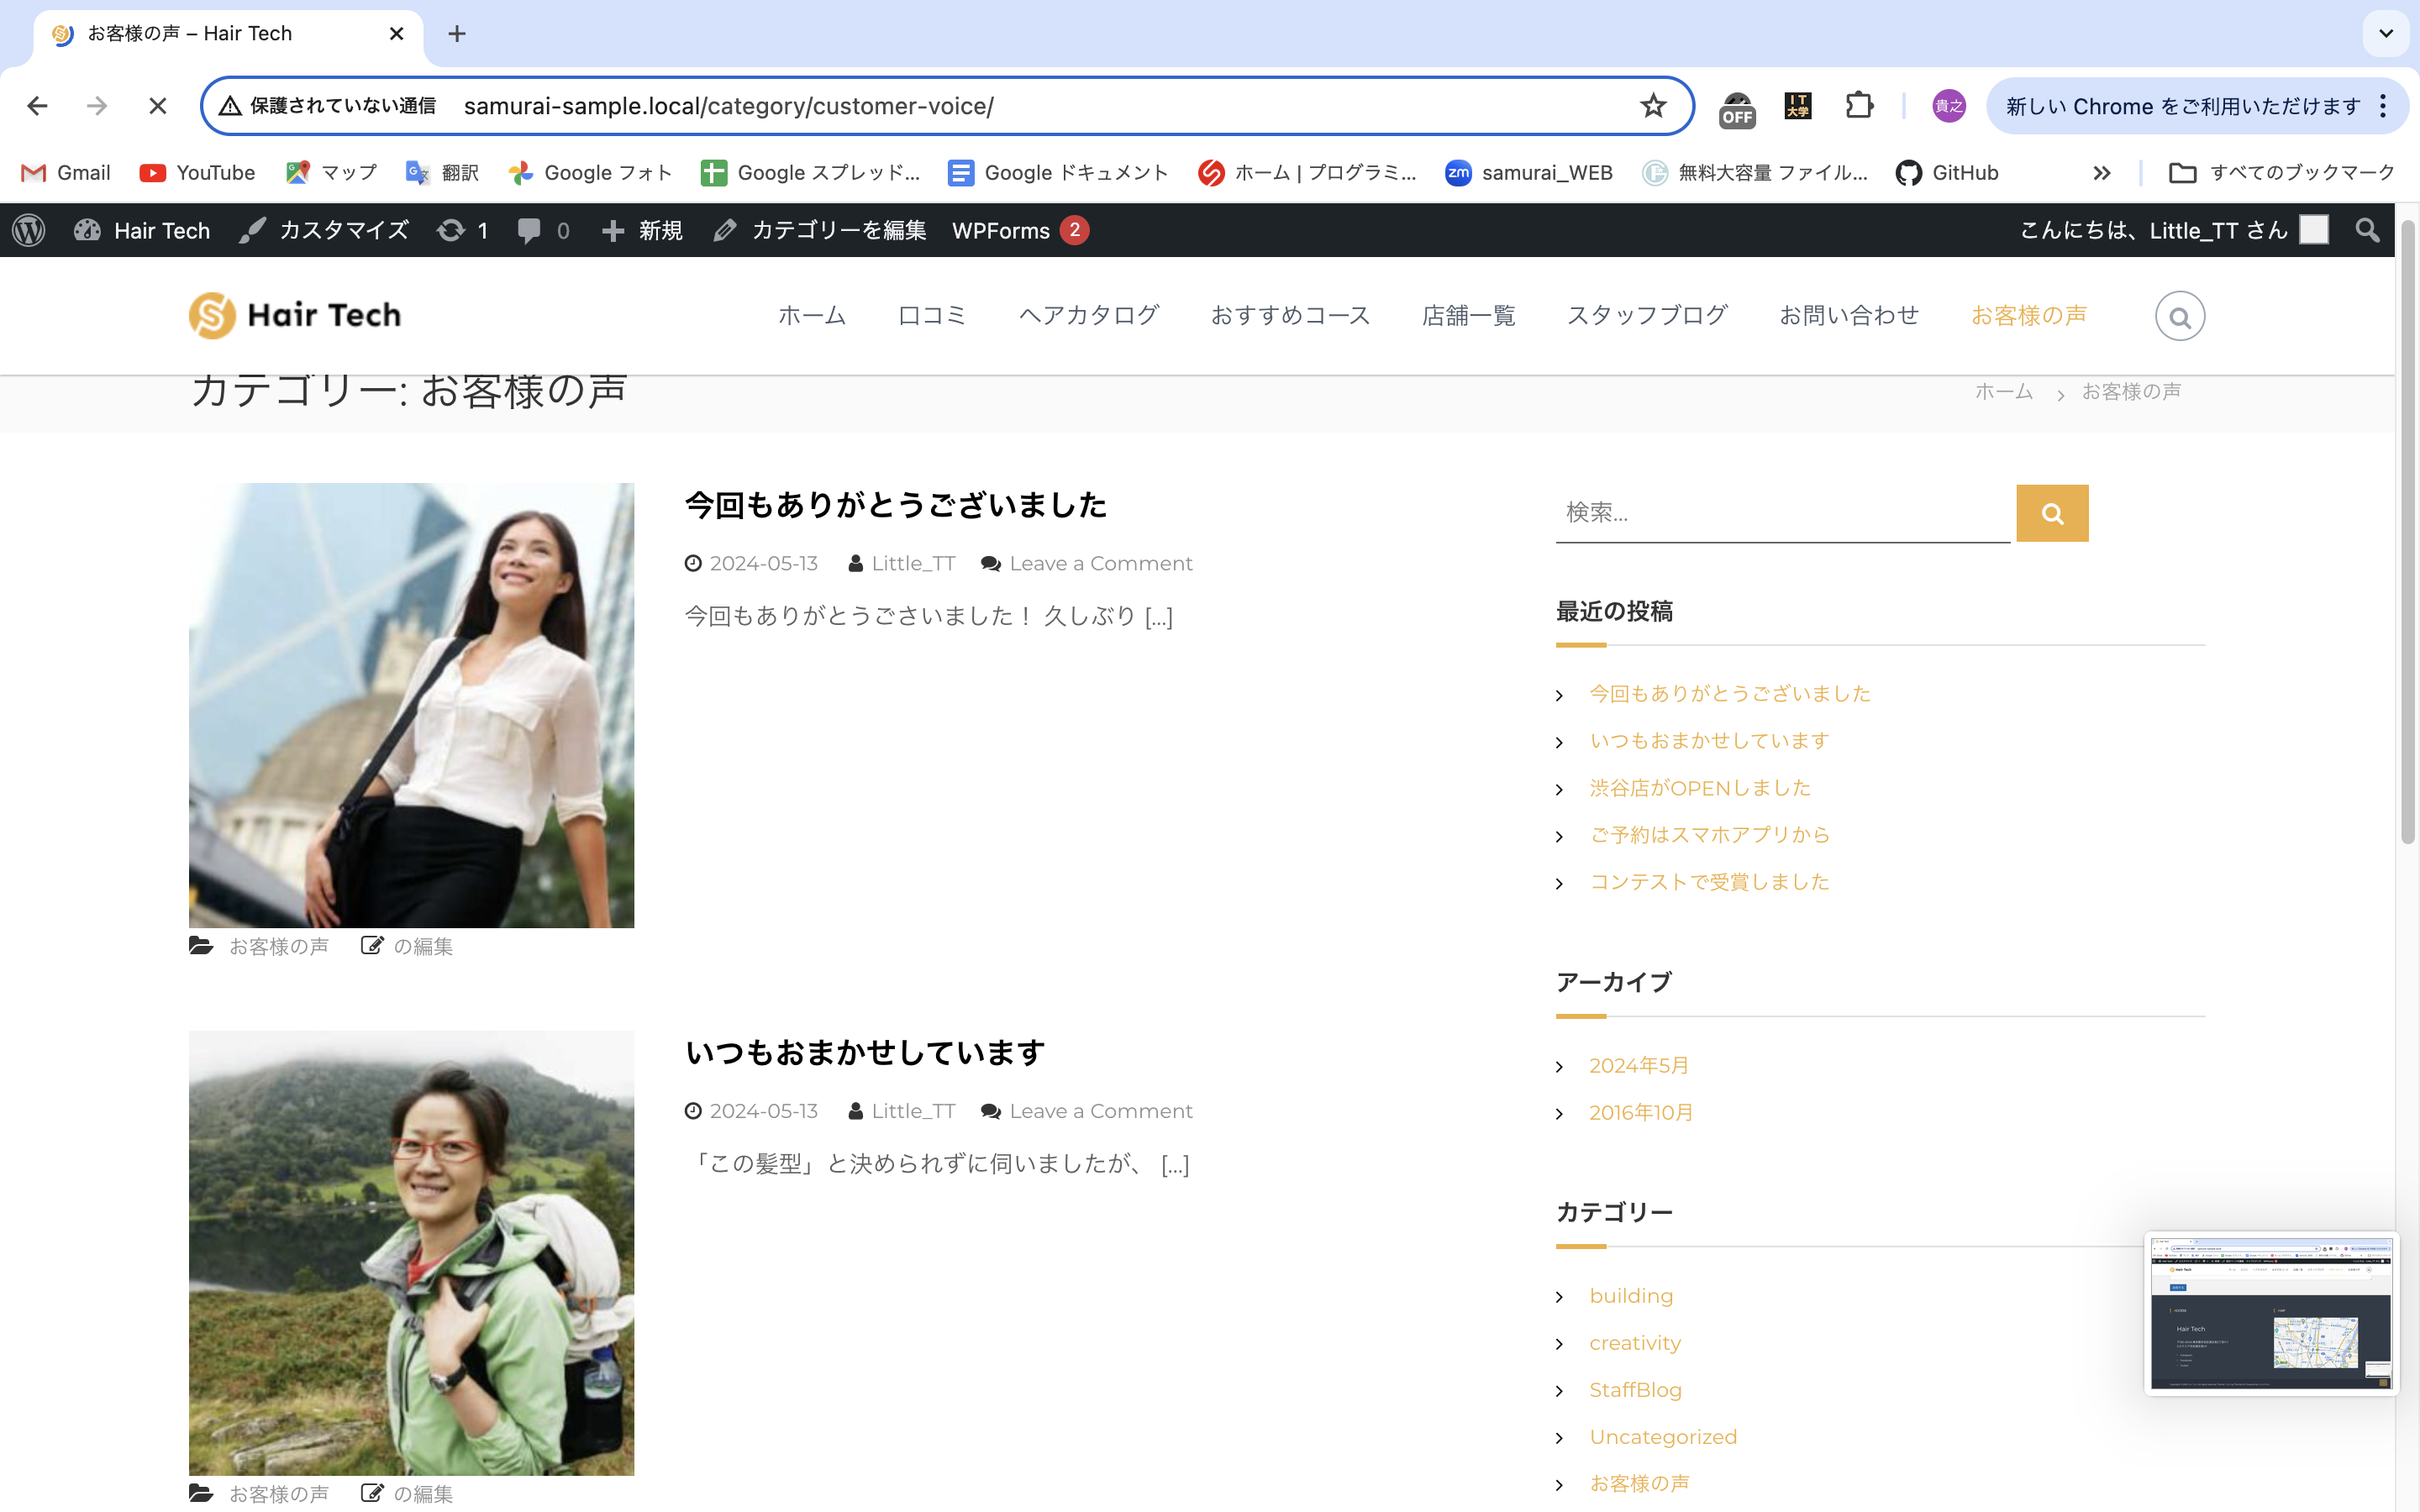 お客様の声 – Hair Tech
保護されていない通信 samurai-sample.local/category/customer-voice/
OFF
IT大学
貴之
新しい Chrome をご利用いただけます
Gmail YouTube マップ 翻訳 Google フォト Google スプレッド... Google ドキュメント ホーム | プログラミ... zm samurai_WEB 無料大容量 ファイル... GitHub すべてのブックマーク
Hair Tech カスタマイズ 1 0 新規 カテゴリーを編集 WPForms 2 こんにちは、Little_TT さん
Hair Tech
ホーム 口コミ ヘアカタログ おすすめコース 店舗一覧 スタッフブログ お問い合わせ お客様の声
カテゴリー: お客様の声
ホーム › お客様の声
今回もありがとうございました
2024-05-13 Little_TT Leave a Comment
今回もありがとうごさいました！ 久しぶり [...]
お客様の声 の編集
いつもおまかせしています
2024-05-13 Little_TT Leave a Comment
「この髪型」と決められずに伺いましたが、 [...]
お客様の声 の編集
検索...
最近の投稿
今回もありがとうございました
いつもおまかせしています
渋谷店がOPENしました
ご予約はスマホアプリから
コンテストで受賞しました
アーカイブ
2024年5月
2016年10月
カテゴリー
building
creativity
StaffBlog
Uncategorized
お客様の声
Hair Tech